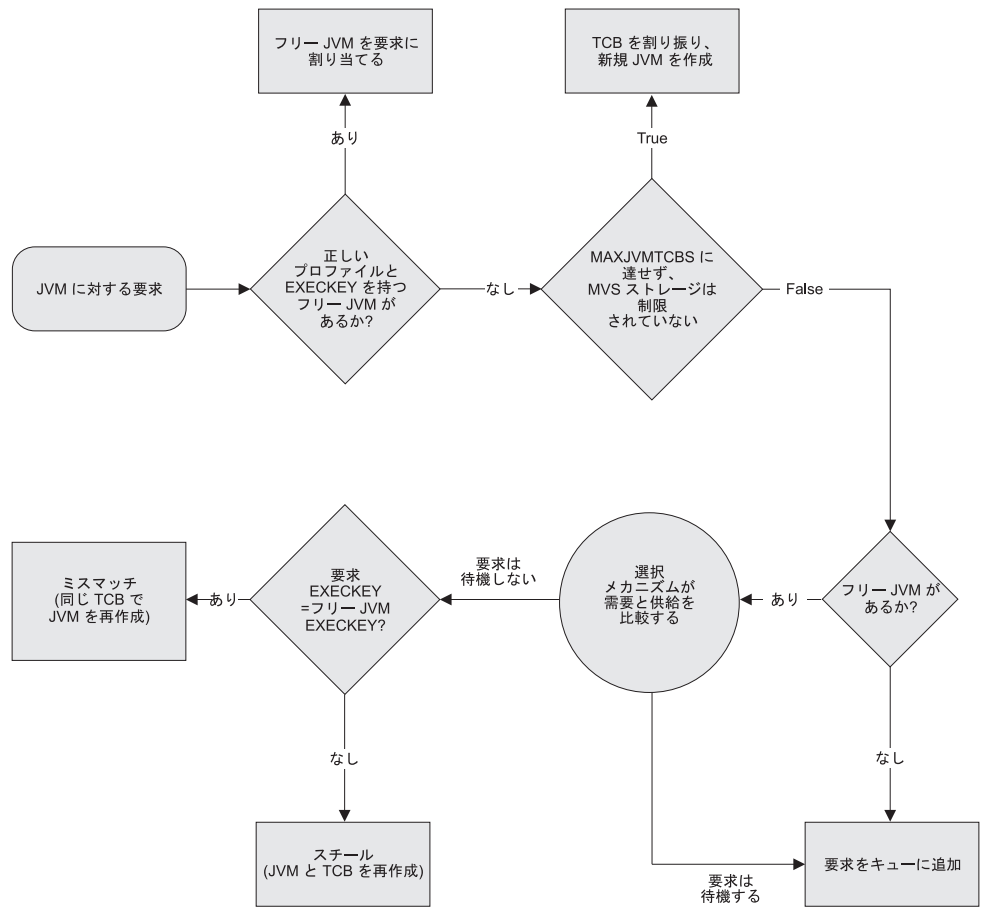 フリー JVM を要求に
割り当てる
TCB を割り振り、
新規 JVM を作成
あり
True
JVM に対する要求
正しい
プロファイルと
EXECKEY を持つ
フリー JVM が
あるか?
なし
MAXJVMTCBS に
達せず、
MVS ストレージは
制限
されていない
False
ミスマッチ
(同じ TCB で
JVM を再作成)
あり
要求
EXECKEY
=フリー JVM
EXECKEY?
要求は
待機しない
選択
メカニズムが
需要と供給を
比較する
あり
フリー JVM が
あるか?
なし
なし
スチール
(JVM と TCB を再作成)
要求は
待機する
要求をキューに追加